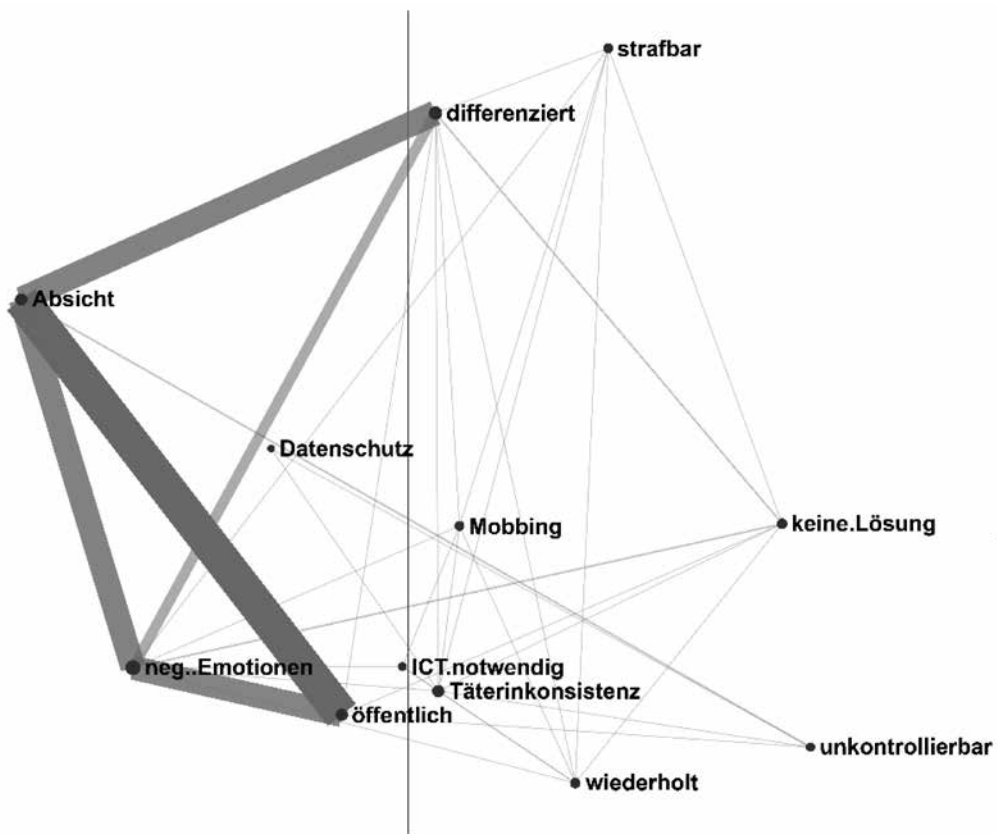 strafbar
differenziert
Absicht
Datenschutz
Mobbing
keine.Lösung
neg..Emotionen
ICT.notwendig
Täterinkonsistenz
öffentlich
unkontrollierbar
wiederholt